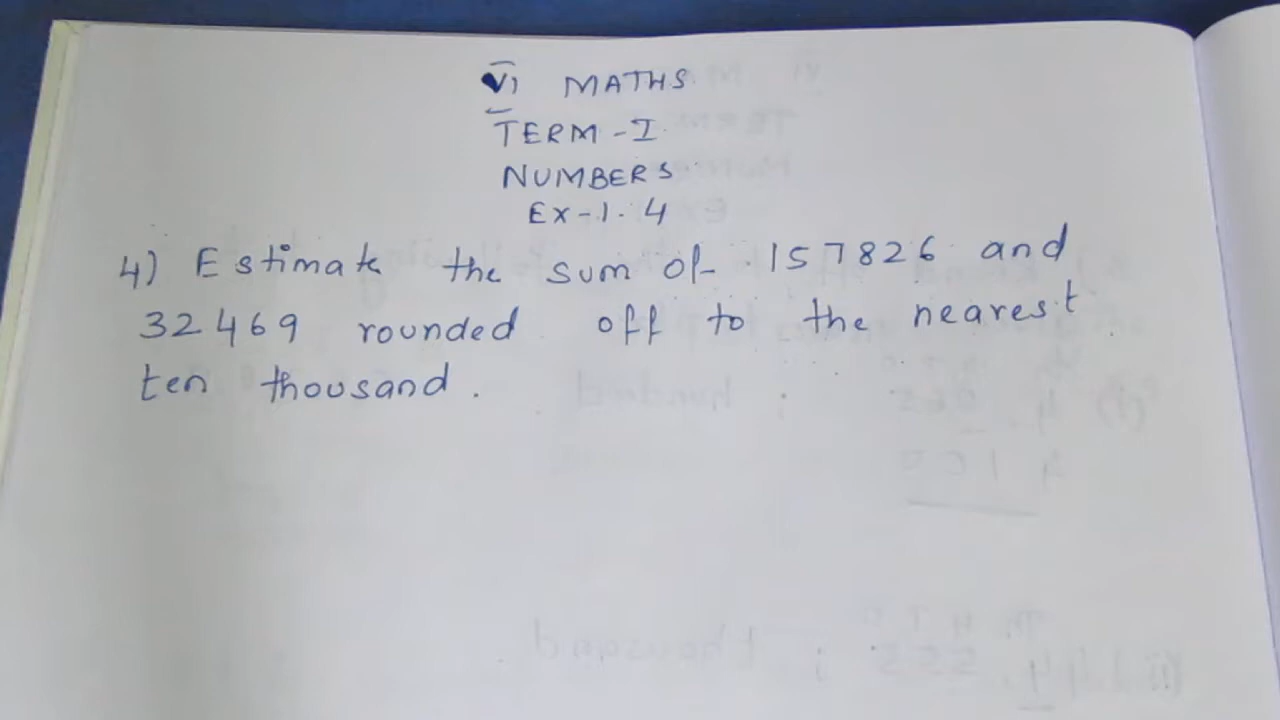 VI MATHS
TERM-I
NUMBERS
Ex-1.4
4) Estimate the sum of 157826 and
32469 rounded off to the nearest
ten thousand.